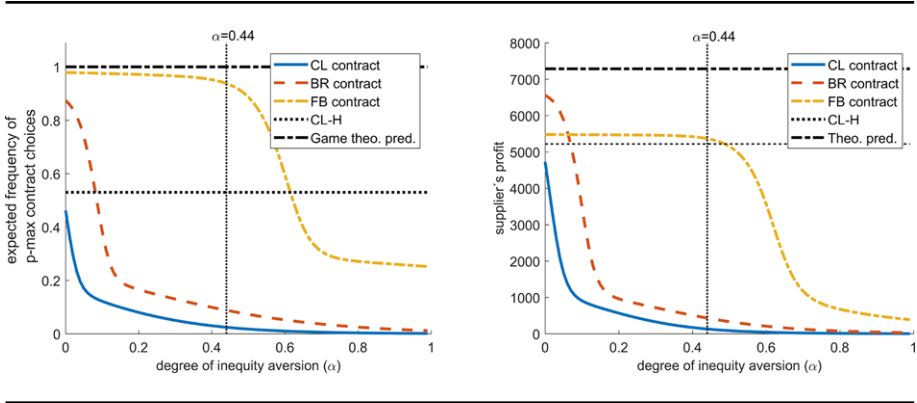 α=0.44
1
0.8
0.6
0.4
0.2
0
0
0.2
0.4
0.6
0.8
1
expected frequency of
p-max contract choices
degree of inequity aversion (α)
CL contract
BR contract
FB contract
CL-H
Game theo. pred.
α=0.44
8000
7000
6000
5000
4000
3000
2000
1000
0
0
0.2
0.4
0.6
0.8
1
supplier´s profit
degree of inequity aversion (α)
CL contract
BR contract
FB contract
CL-H
Theo. pred.